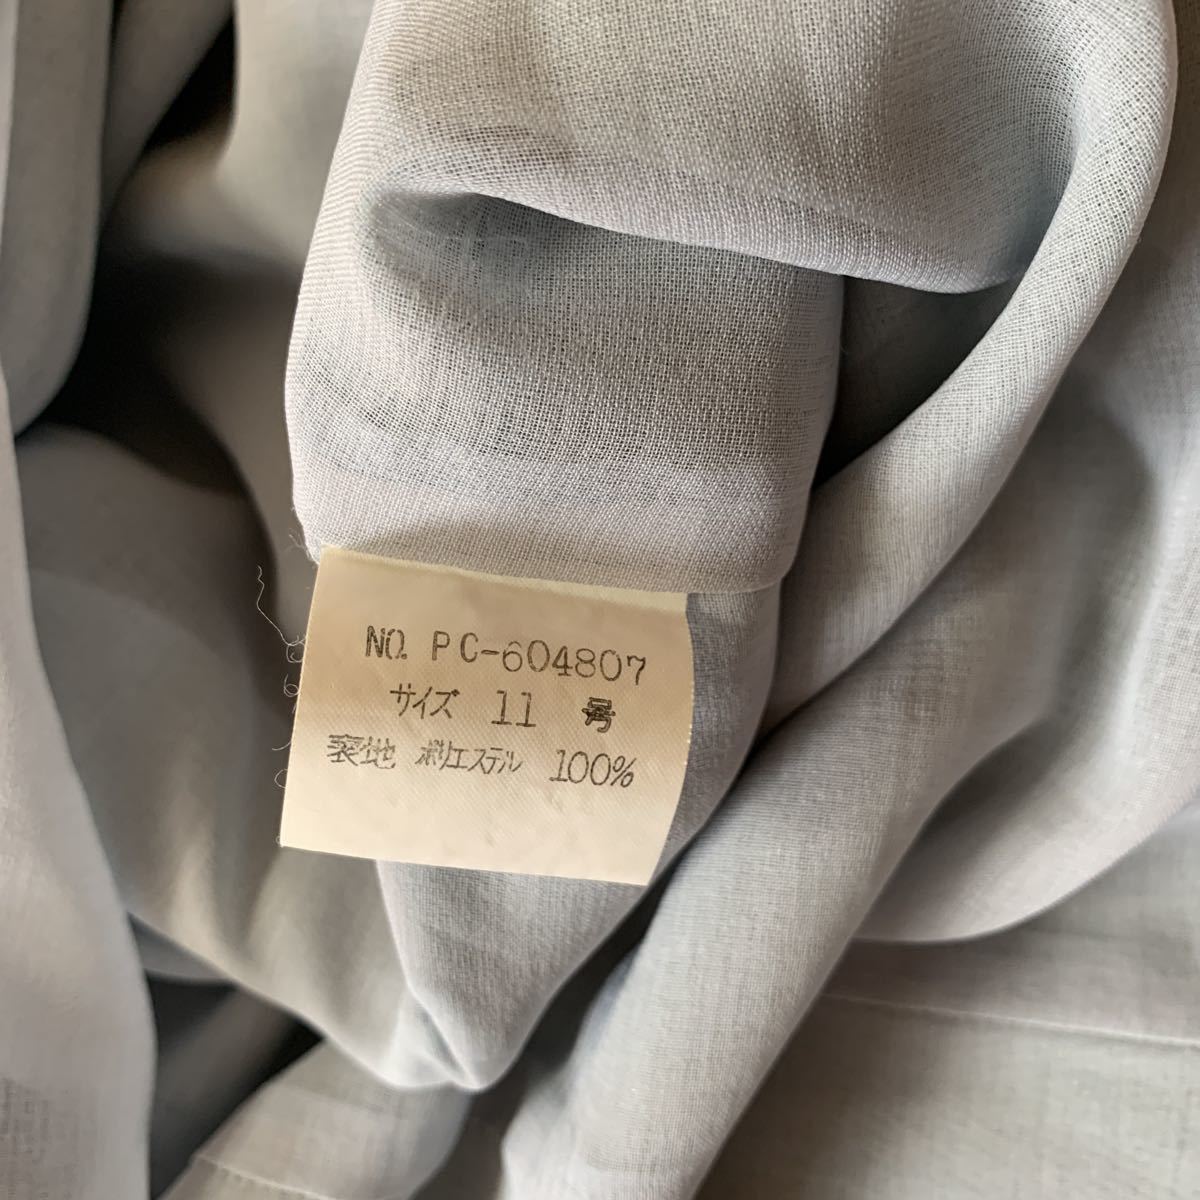 NO. PC-604807
サイズ 11 号
裏地 ポリエステル 100%